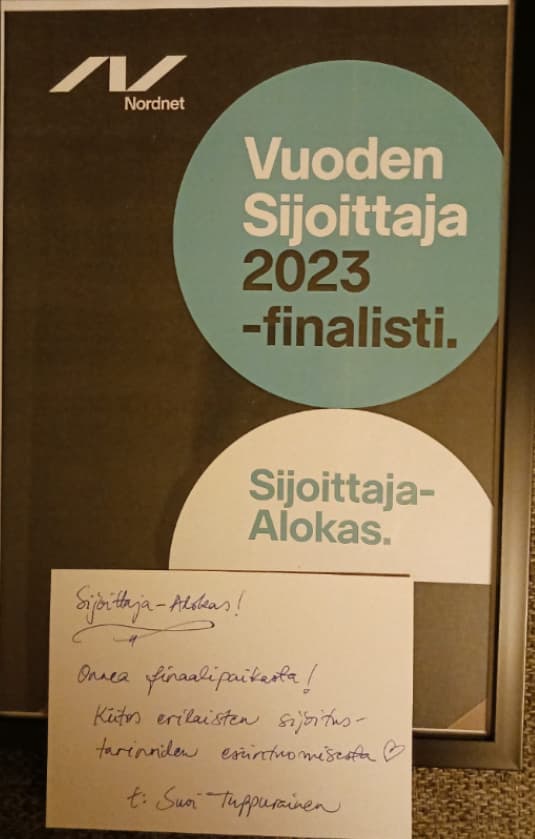 Nordnet
Vuoden
Sijoittaja
2023
-finalisti.
Sijoittaja-
Alokas.
Sijoittaja-Alokas!
Onnea finaalipaikasta!
Kiitos erilaisten sijoitus-
tarinoiden esiintuomisesta ♡
t: Suvi Tuppurainen